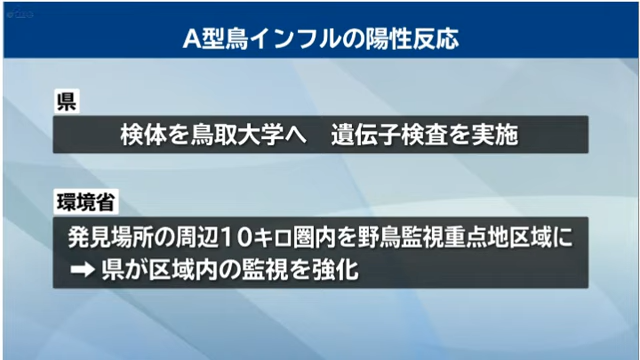 A型鳥インフルの陽性反応
県
検体を鳥取大学へ　遺伝子検査を実施
環境省
発見場所の周辺10キロ圏内を野鳥監視重点地区域に
➡ 県が区域内の監視を強化